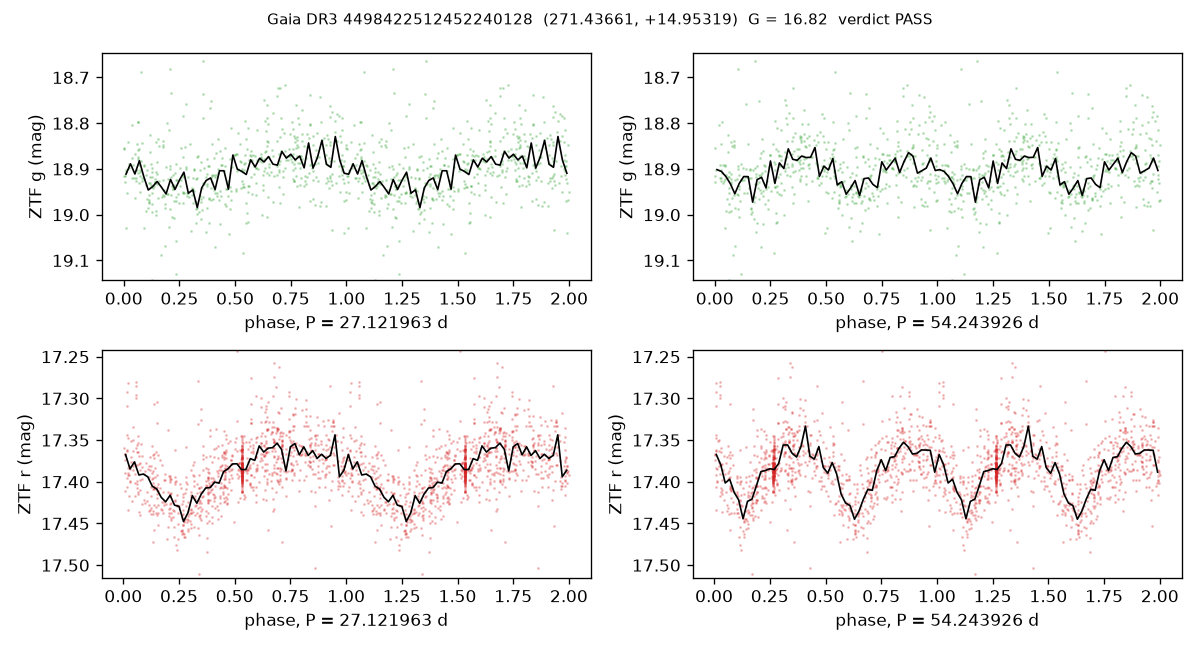 Gaia DR3 4498422512452240128 (271.43661, +14.95319) G = 16.82 verdict PASS
ZTF g (mag)
18.7
18.8
18.9
19.0
19.1
0.00 0.25 0.50 0.75 1.00 1.25 1.50 1.75 2.00
phase, P = 27.121963 d
ZTF g (mag)
18.7
18.8
18.9
19.0
19.1
0.00 0.25 0.50 0.75 1.00 1.25 1.50 1.75 2.00
phase, P = 54.243926 d
ZTF r (mag)
17.25
17.30
17.35
17.40
17.45
17.50
0.00 0.25 0.50 0.75 1.00 1.25 1.50 1.75 2.00
phase, P = 27.121963 d
ZTF r (mag)
17.25
17.30
17.35
17.40
17.45
17.50
0.00 0.25 0.50 0.75 1.00 1.25 1.50 1.75 2.00
phase, P = 54.243926 d